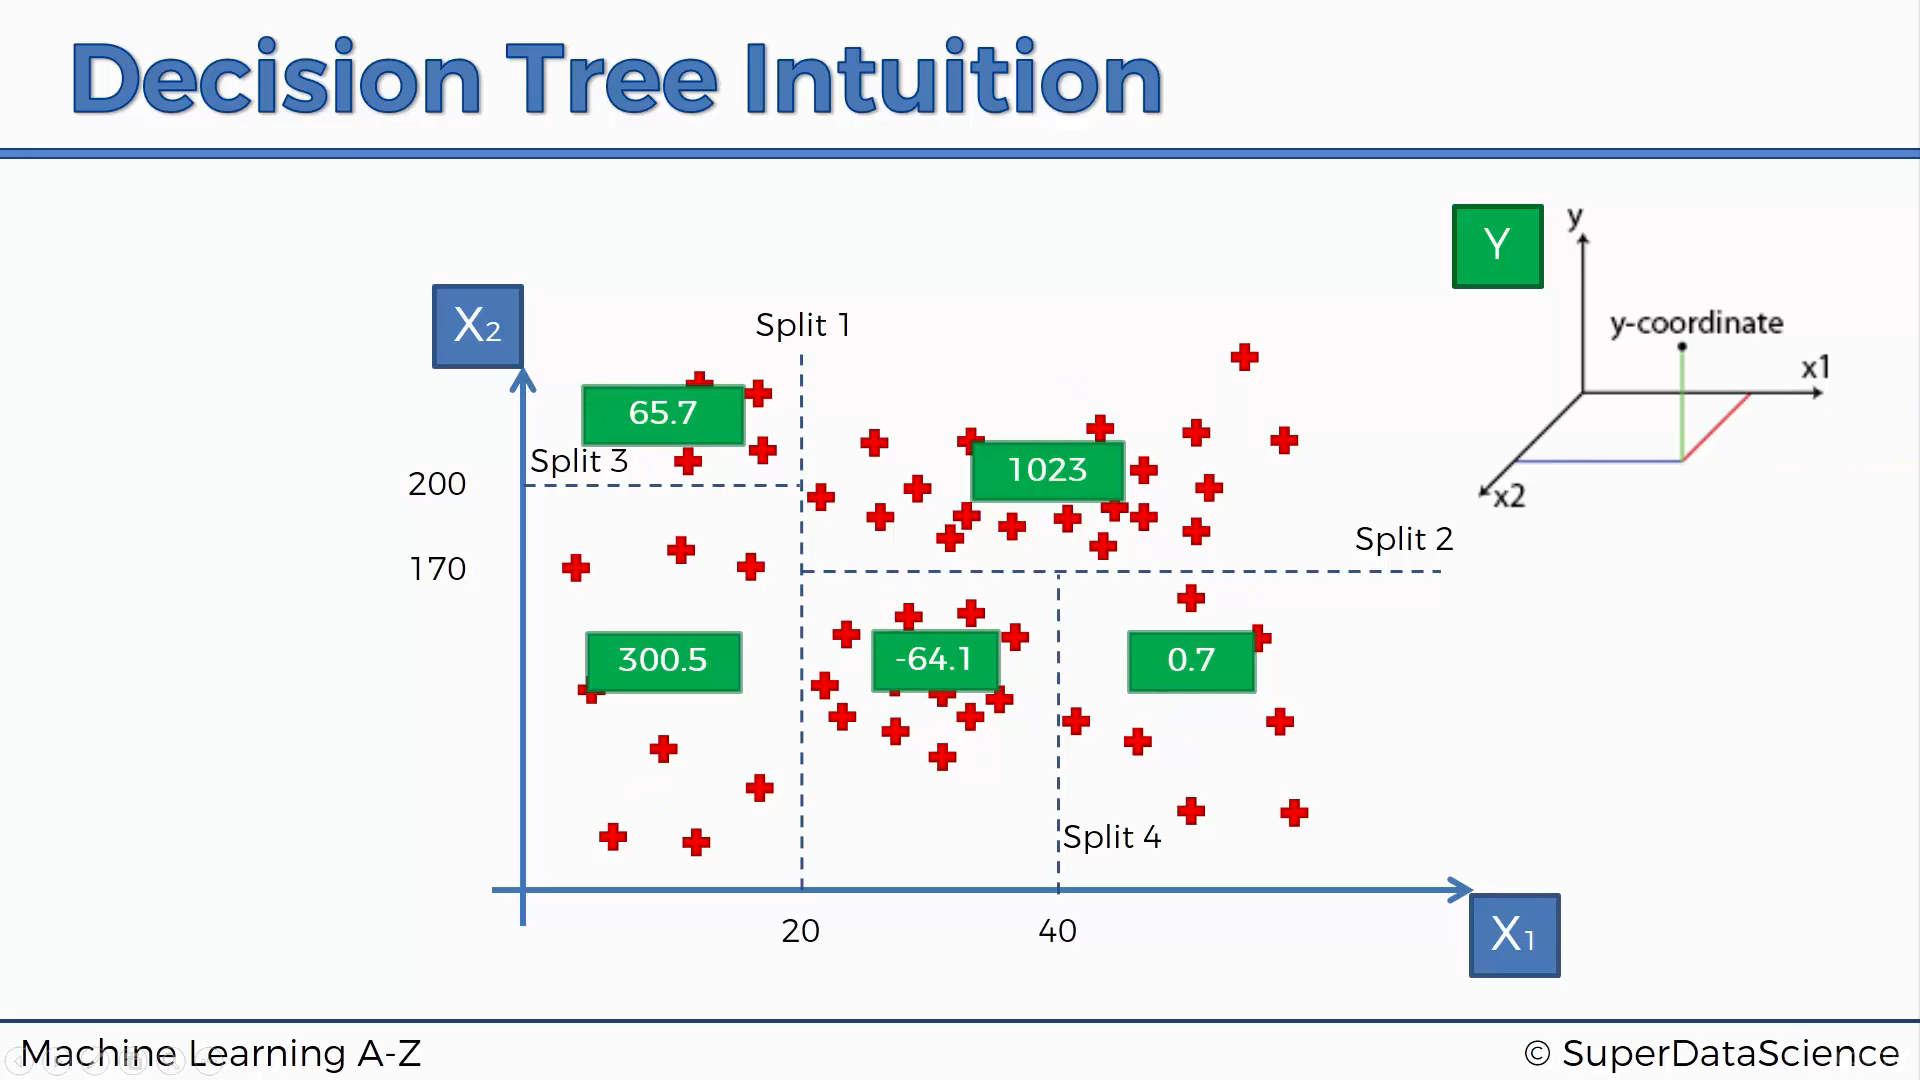 Decision Tree Intuition
Y
y
y-coordinate
x1
x2
X2
Split 1
65.7
Split 3
1023
200
Split 2
170
300.5
-64.1
0.7
Split 4
20
40
X1
Machine Learning A-Z
© SuperDataScience